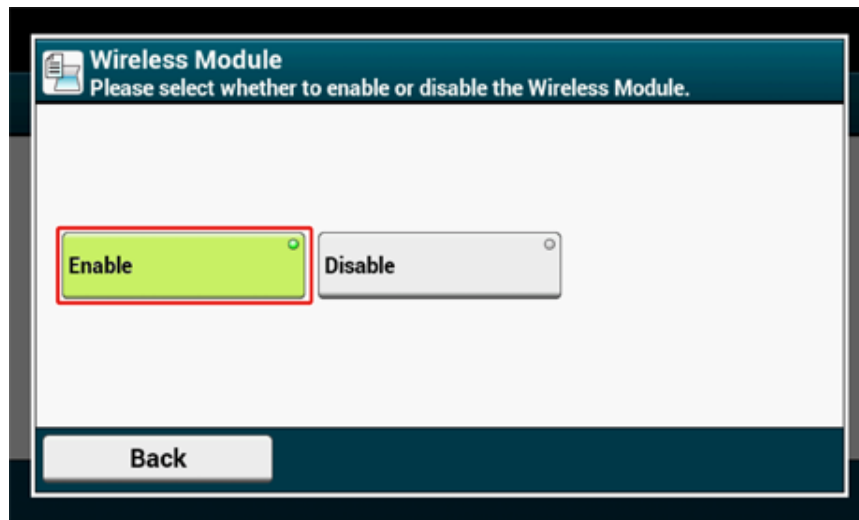 Wireless Module
Please select whether to enable or disable the Wireless Module.
Enable
Disable
Back